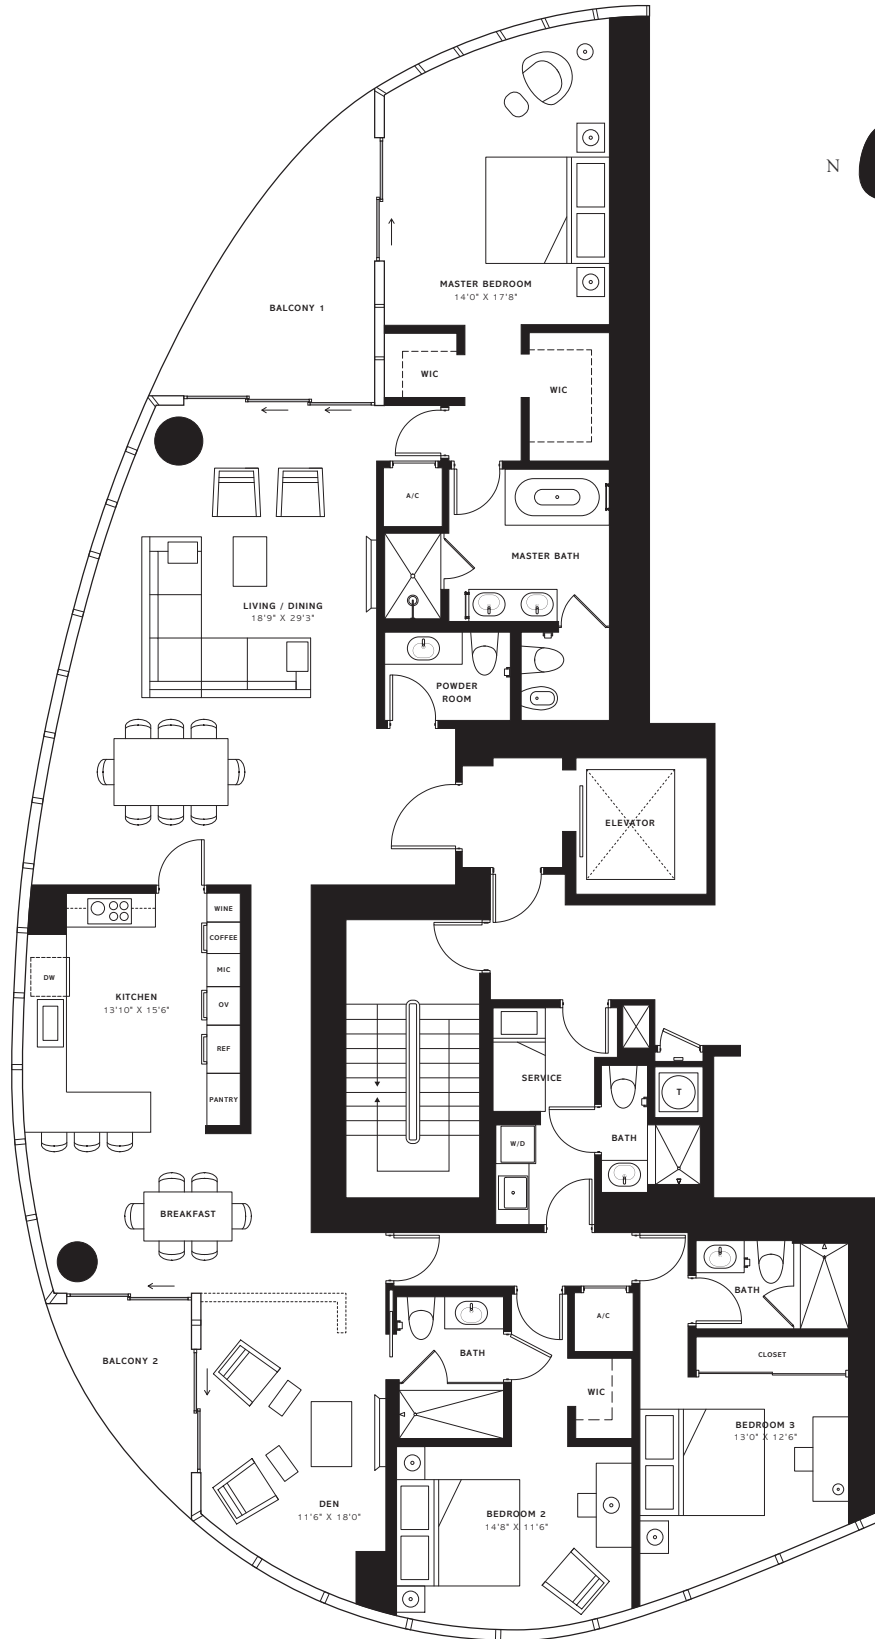 N
MASTER BEDROOM
14'0" X 17'8"
BALCONY 1
WIC
WIC
A/C
MASTER BATH
LIVING / DINING
18'9" X 29'3"
POWDER
ROOM
ELEVATOR
WINE
COFFEE
MIC
DW
OV
KITCHEN
13'10" X 15'6"
REF
PANTRY
SERVICE
T
BATH
W/D
BREAKFAST
BATH
A/C
BATH
CLOSET
BALCONY 2
WIC
BEDROOM 3
13'0" X 12'6"
DEN
11'6" X 18'0"
BEDROOM 2
14'8" X 11'6"